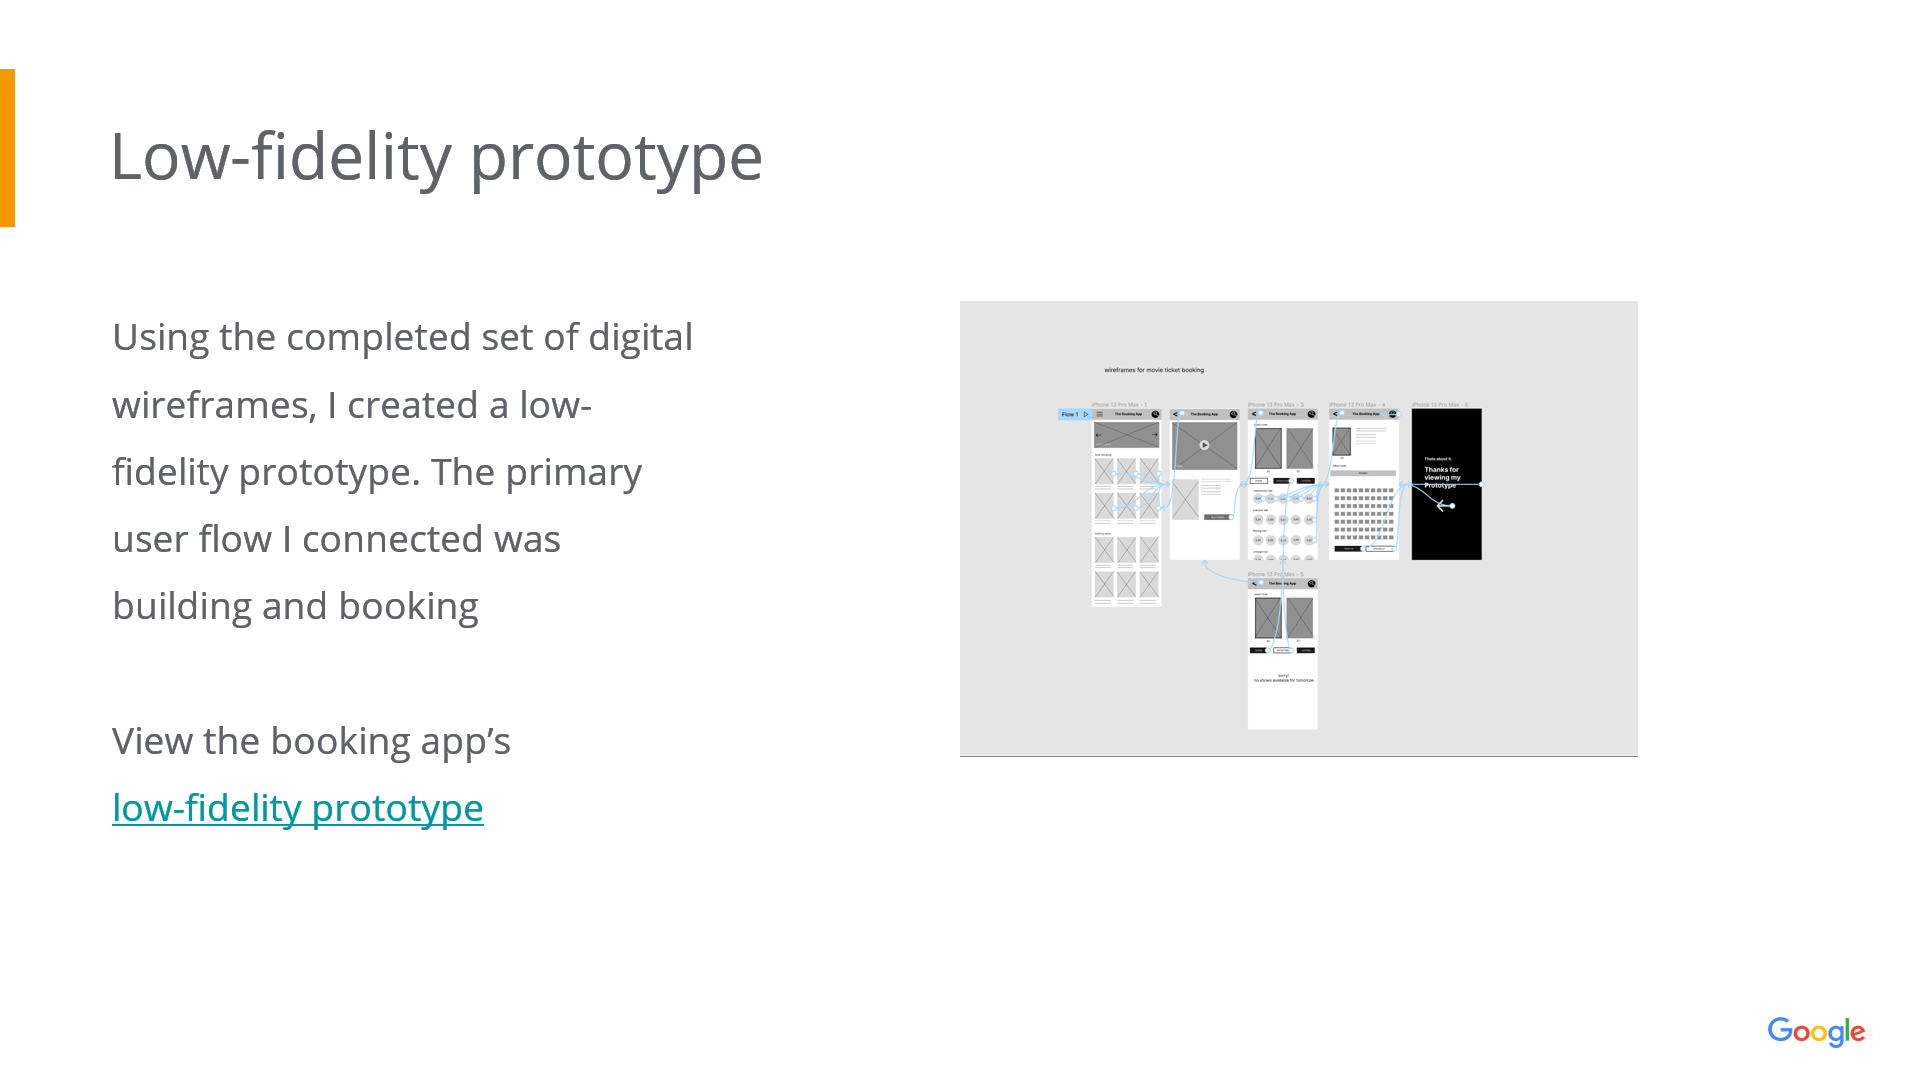 Low-fidelity prototype
Using the completed set of digital
wireframes, I created a low-
fidelity prototype. The primary
user flow I connected was
building and booking
View the booking app’s
low-fidelity prototype
wireframes for movie ticket booking
iPhone 13 Pro Max - 1
iPhone 13 Pro Max - 3
iPhone 13 Pro Max - 4
iPhone 13 Pro Max - 6
Flow 1
The Booking App
The Booking App
The Booking App
The Booking App
Thats about it.
Thanks for
viewing my
Prototype
iPhone 13 Pro Max - 5
The Booking App
sorry!
no shows available for tomorrow
Google